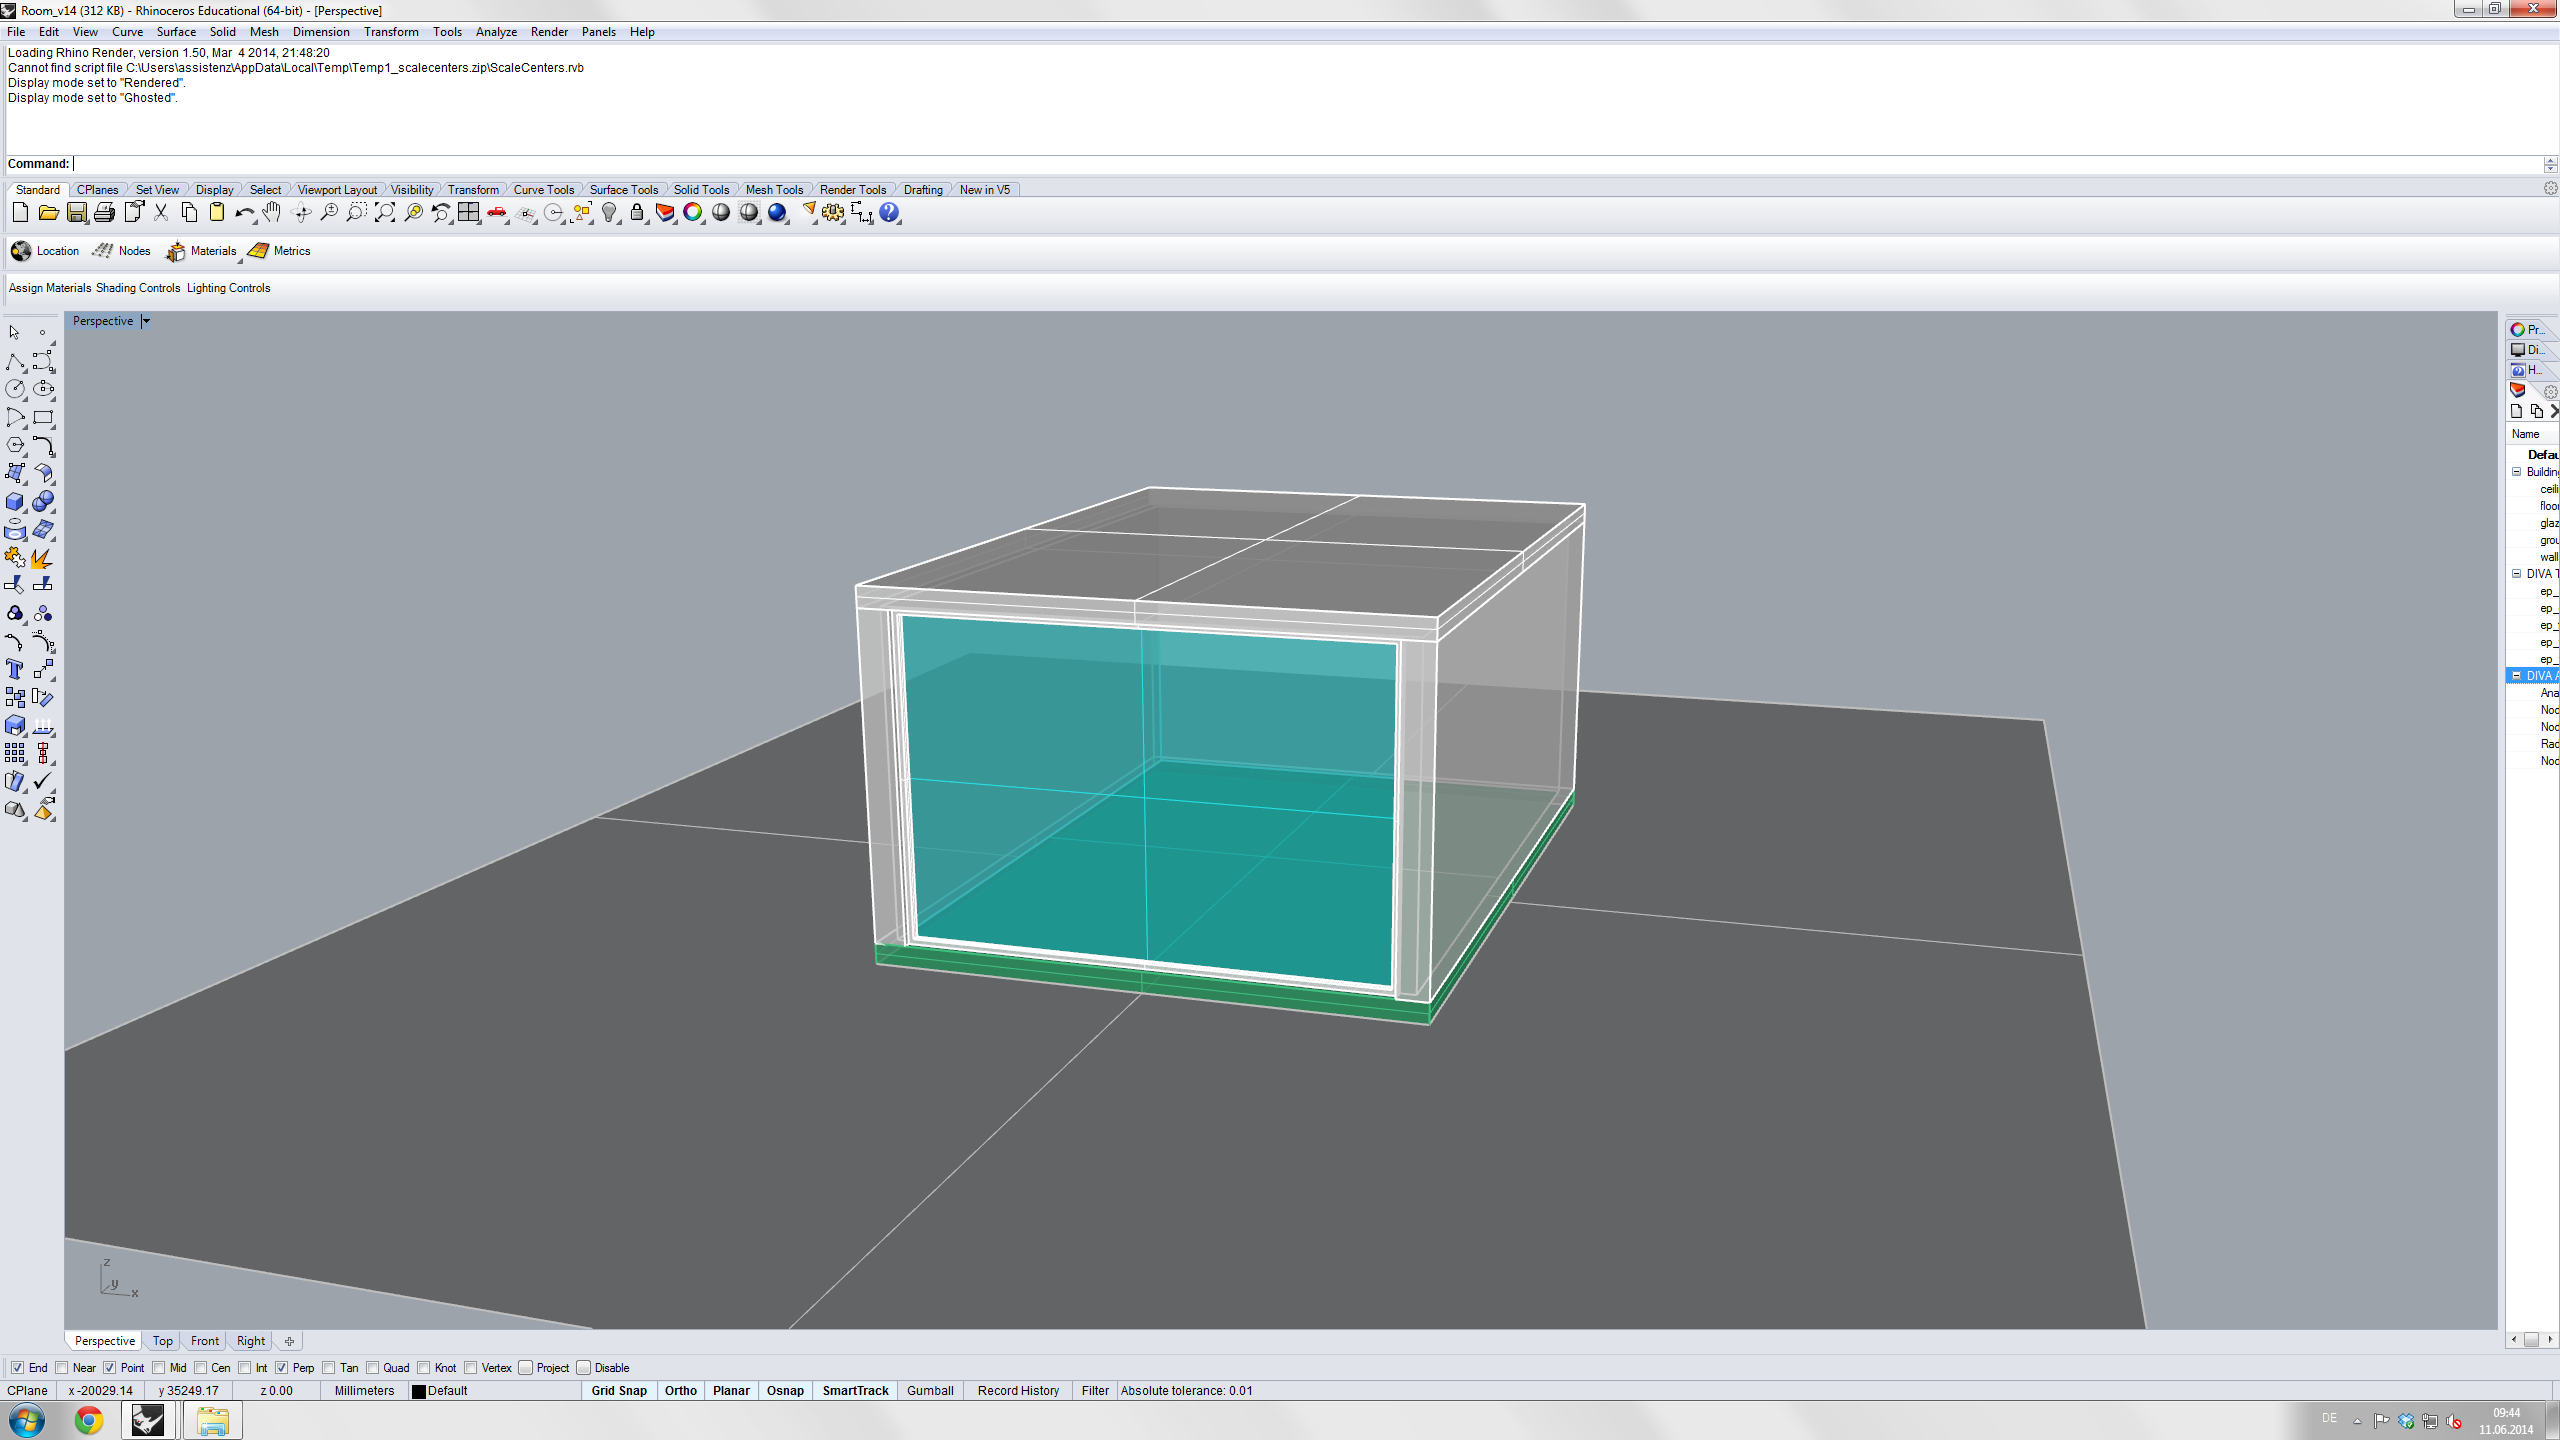 Room_v14 (312 KB) - Rhinoceros Educational (64-bit) - [Perspective]
File Edit View Curve Surface Solid Mesh Dimension Transform Tools Analyze Render Panels Help
Loading Rhino Render, version 1.50, Mar 4 2014, 21:48:20
Cannot find script file C:\Users\assistenz\AppData\Local\Temp\Temp1_scalecenters.zip\ScaleCenters.rvb
Display mode set to "Rendered".
Display mode set to "Ghosted".
Command:
Standard CPlanes Set View Display Select Viewport Layout Visibility Transform Curve Tools Surface Tools Solid Tools Mesh Tools Render Tools Drafting New in V5
Location Nodes Materials Metrics
Assign Materials Shading Controls Lighting Controls
Perspective
Pr...
Di...
H...
Name
Defau
Building
ceili
floor
glaz
grou
wall
DIVA T
ep_
ep_
ep_
ep_
ep_
DIVA A
Ana
Nod
Nod
Rad
Nod
z
y
x
Perspective Top Front Right
End Near Point Mid Cen Int Perp Tan Quad Knot Vertex Project Disable
CPlane x -20029.14 y 35249.17 z 0.00 Millimeters Default Grid Snap Ortho Planar Osnap SmartTrack Gumball Record History Filter Absolute tolerance: 0.01
DE
09:44
11.06.2014